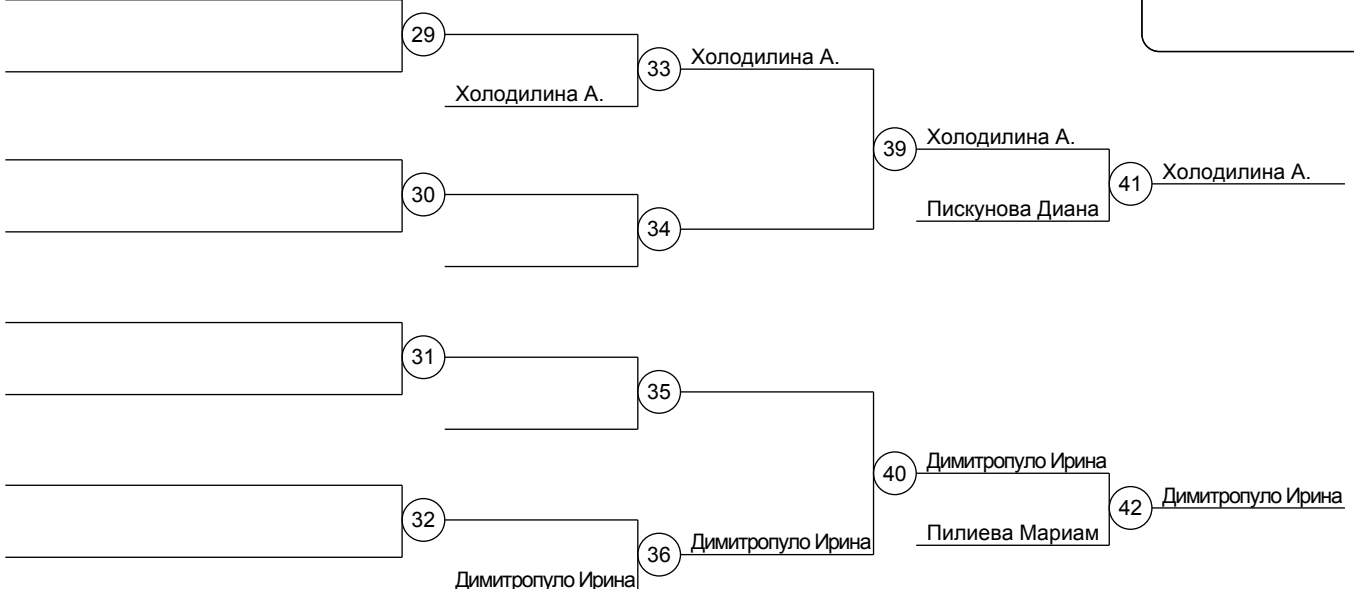 29
33
Холодилина А.
Холодилина А.
39
Холодилина А.
41
Холодилина А.
30
34
Пискунова Диана
31
35
40
Димитропуло Ирина
42
Димитропуло Ирина
32
36
Димитропуло Ирина
Пилиева Мариам
Димитропуло Ирина